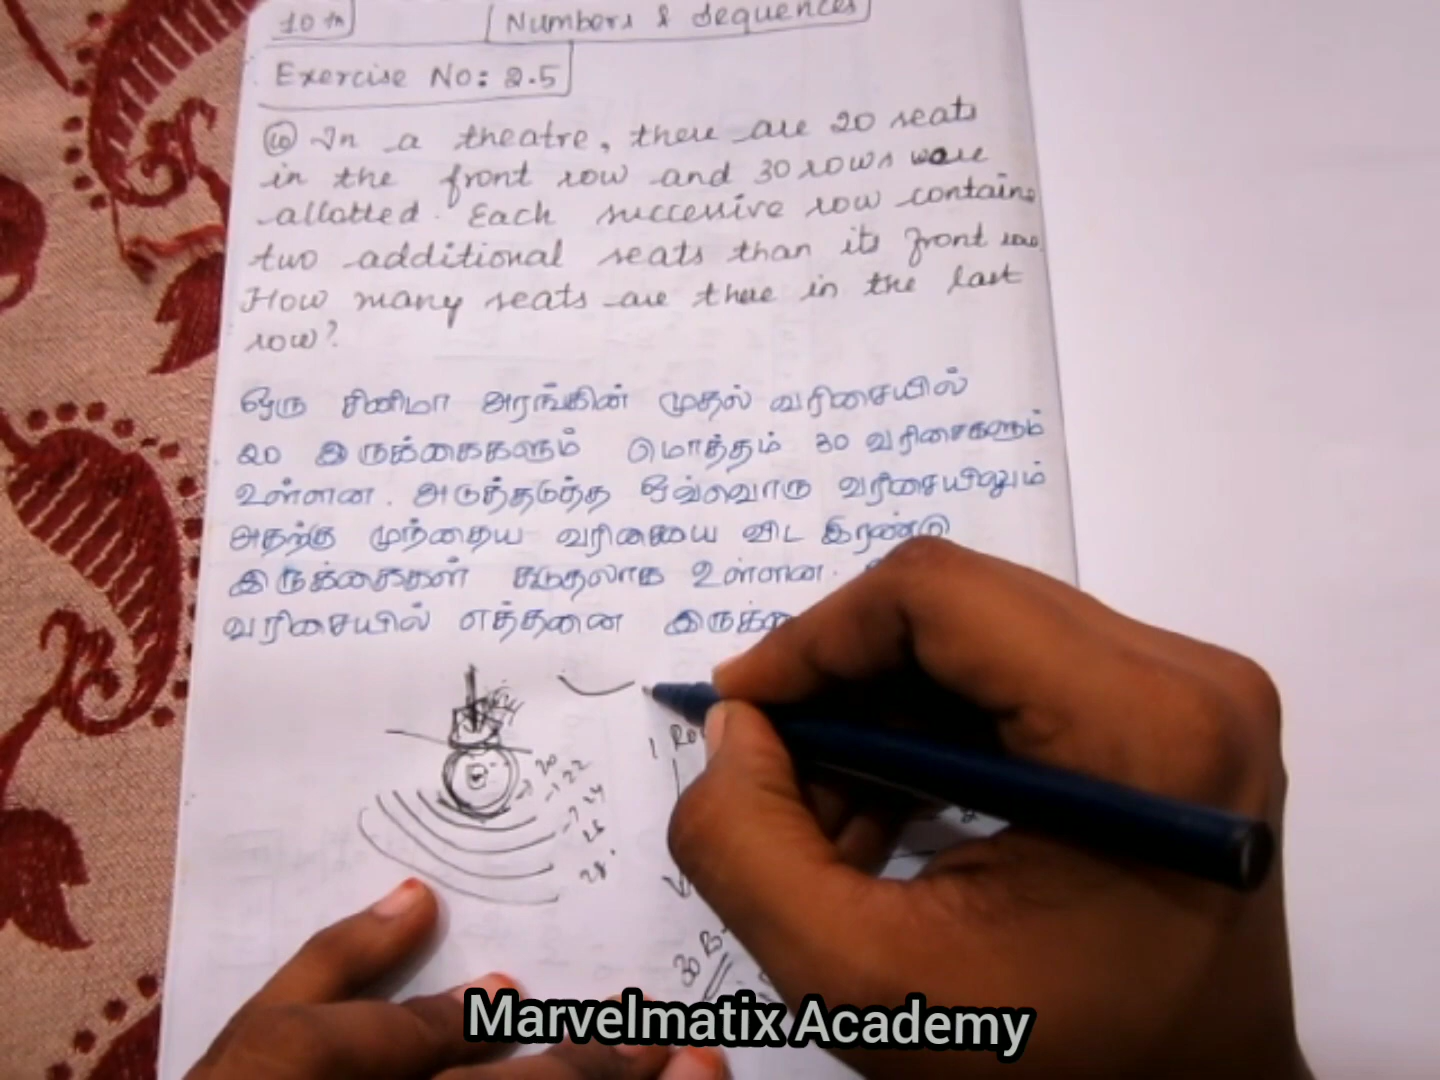 10th
Numbers & Sequences
Exercise No: 2.5
In a theatre, there are 20 seats
in the front row and 30 rows were
allotted. Each successive row contains
two additional seats than its front row
How many seats are there in the last
row?
ஒரு சினிமா அரங்கின் முதல் வரிசையில்
20 இருக்கைகளும் மொத்தம் 30 வரிசைகளும்
உள்ளன. அடுத்தடுத்த ஒவ்வொரு வரிசையிலும்
அதற்கு முந்தைய வரிசையை விட இரண்டு
இருக்கைகள் கூடுதலாக உள்ளன.
வரிசையில் எத்தனை
20
22
24
26
28
1
30
Marvelmatix Academy